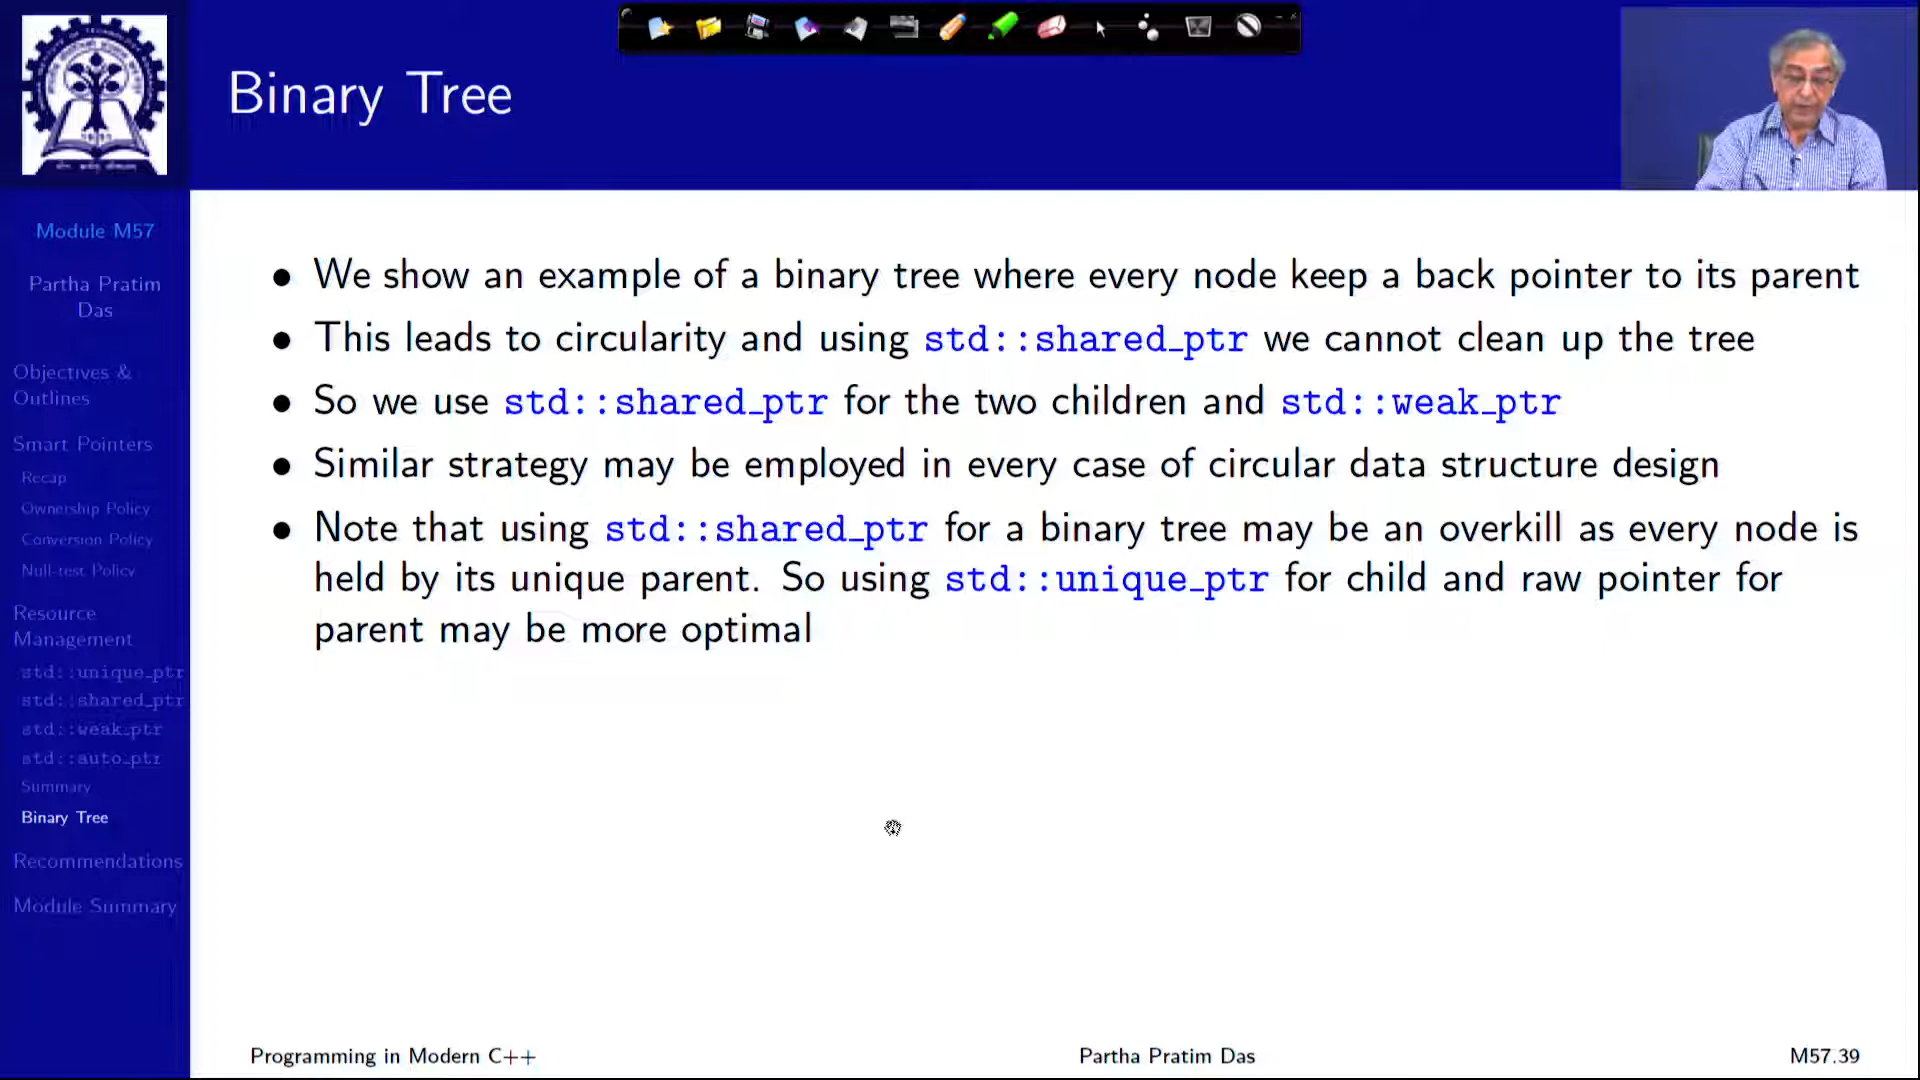 Binary Tree
Module M57
Partha Pratim
Das
Objectives &
Outlines
Smart Pointers
Recap
Ownership Policy
Conversion Policy
Null-test Policy
Resource
Management
std::unique_ptr
std::shared_ptr
std::weak_ptr
std::auto_ptr
Summary
Binary Tree
Recommendations
Module Summary
• We show an example of a binary tree where every node keep a back pointer to its parent
• This leads to circularity and using std::shared_ptr we cannot clean up the tree
• So we use std::shared_ptr for the two children and std::weak_ptr
• Similar strategy may be employed in every case of circular data structure design
• Note that using std::shared_ptr for a binary tree may be an overkill as every node is
held by its unique parent. So using std::unique_ptr for child and raw pointer for
parent may be more optimal
Programming in Modern C++
Partha Pratim Das
M57.39